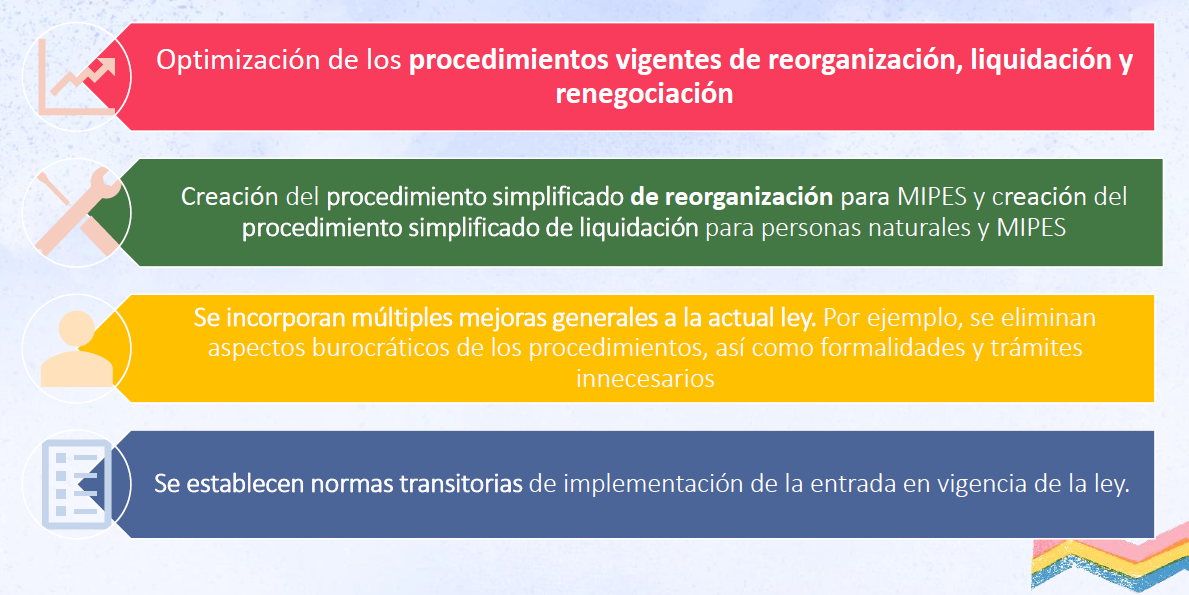 Optimización de los procedimientos vigentes de reorganización, liquidación y
renegociación
Creación del procedimiento simplificado de reorganización para MIPES y creación del
procedimiento simplificado de liquidación para personas naturales y MIPES
Se incorporan múltiples mejoras generales a la actual ley. Por ejemplo, se eliminan
aspectos burocráticos de los procedimientos, así como formalidades y trámites
innecesarios
Se establecen normas transitorias de implementación de la entrada en vigencia de la ley.